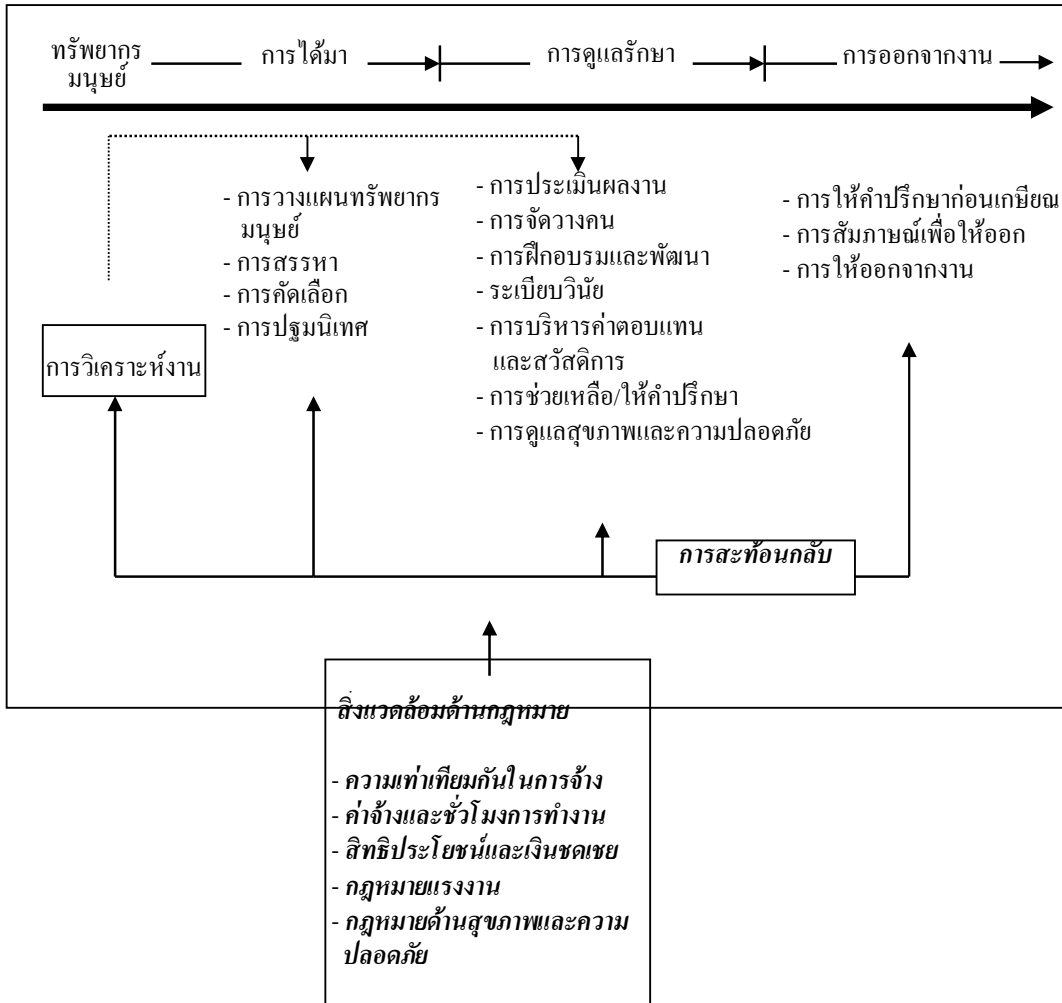 ทรัพยากร
มนุษย์
การได้มา
การดูแลรักษา
การออกจากงาน
- การวางแผนทรัพยากร
มนุษย์
- การสรรหา
- การคัดเลือก
- การปฐมนิเทศ
- การประเมินผลงาน
- การจัดวางคน
- การฝึกอบรมและพัฒนา
- ระเบียบวินัย
- การบริหารค่าตอบแทน
และสวัสดิการ
- การช่วยเหลือ/ให้คำปรึกษา
- การดูแลสุขภาพและความปลอดภัย
- การให้คำปรึกษาก่อนเกษียณ
- การสัมภาษณ์เพื่อให้ออก
- การให้ออกจากงาน
การวิเคราะห์งาน
การสะท้อนกลับ
สิ่งแวดล้อมด้านกฎหมาย
- ความเท่าเทียมกันในการจ้าง
- ค่าจ้างและชั่วโมงการทำงาน
- สิทธิประโยชน์และเงินชดเชย
- กฎหมายแรงงาน
- กฎหมายด้านสุขภาพและความ
ปลอดภัย